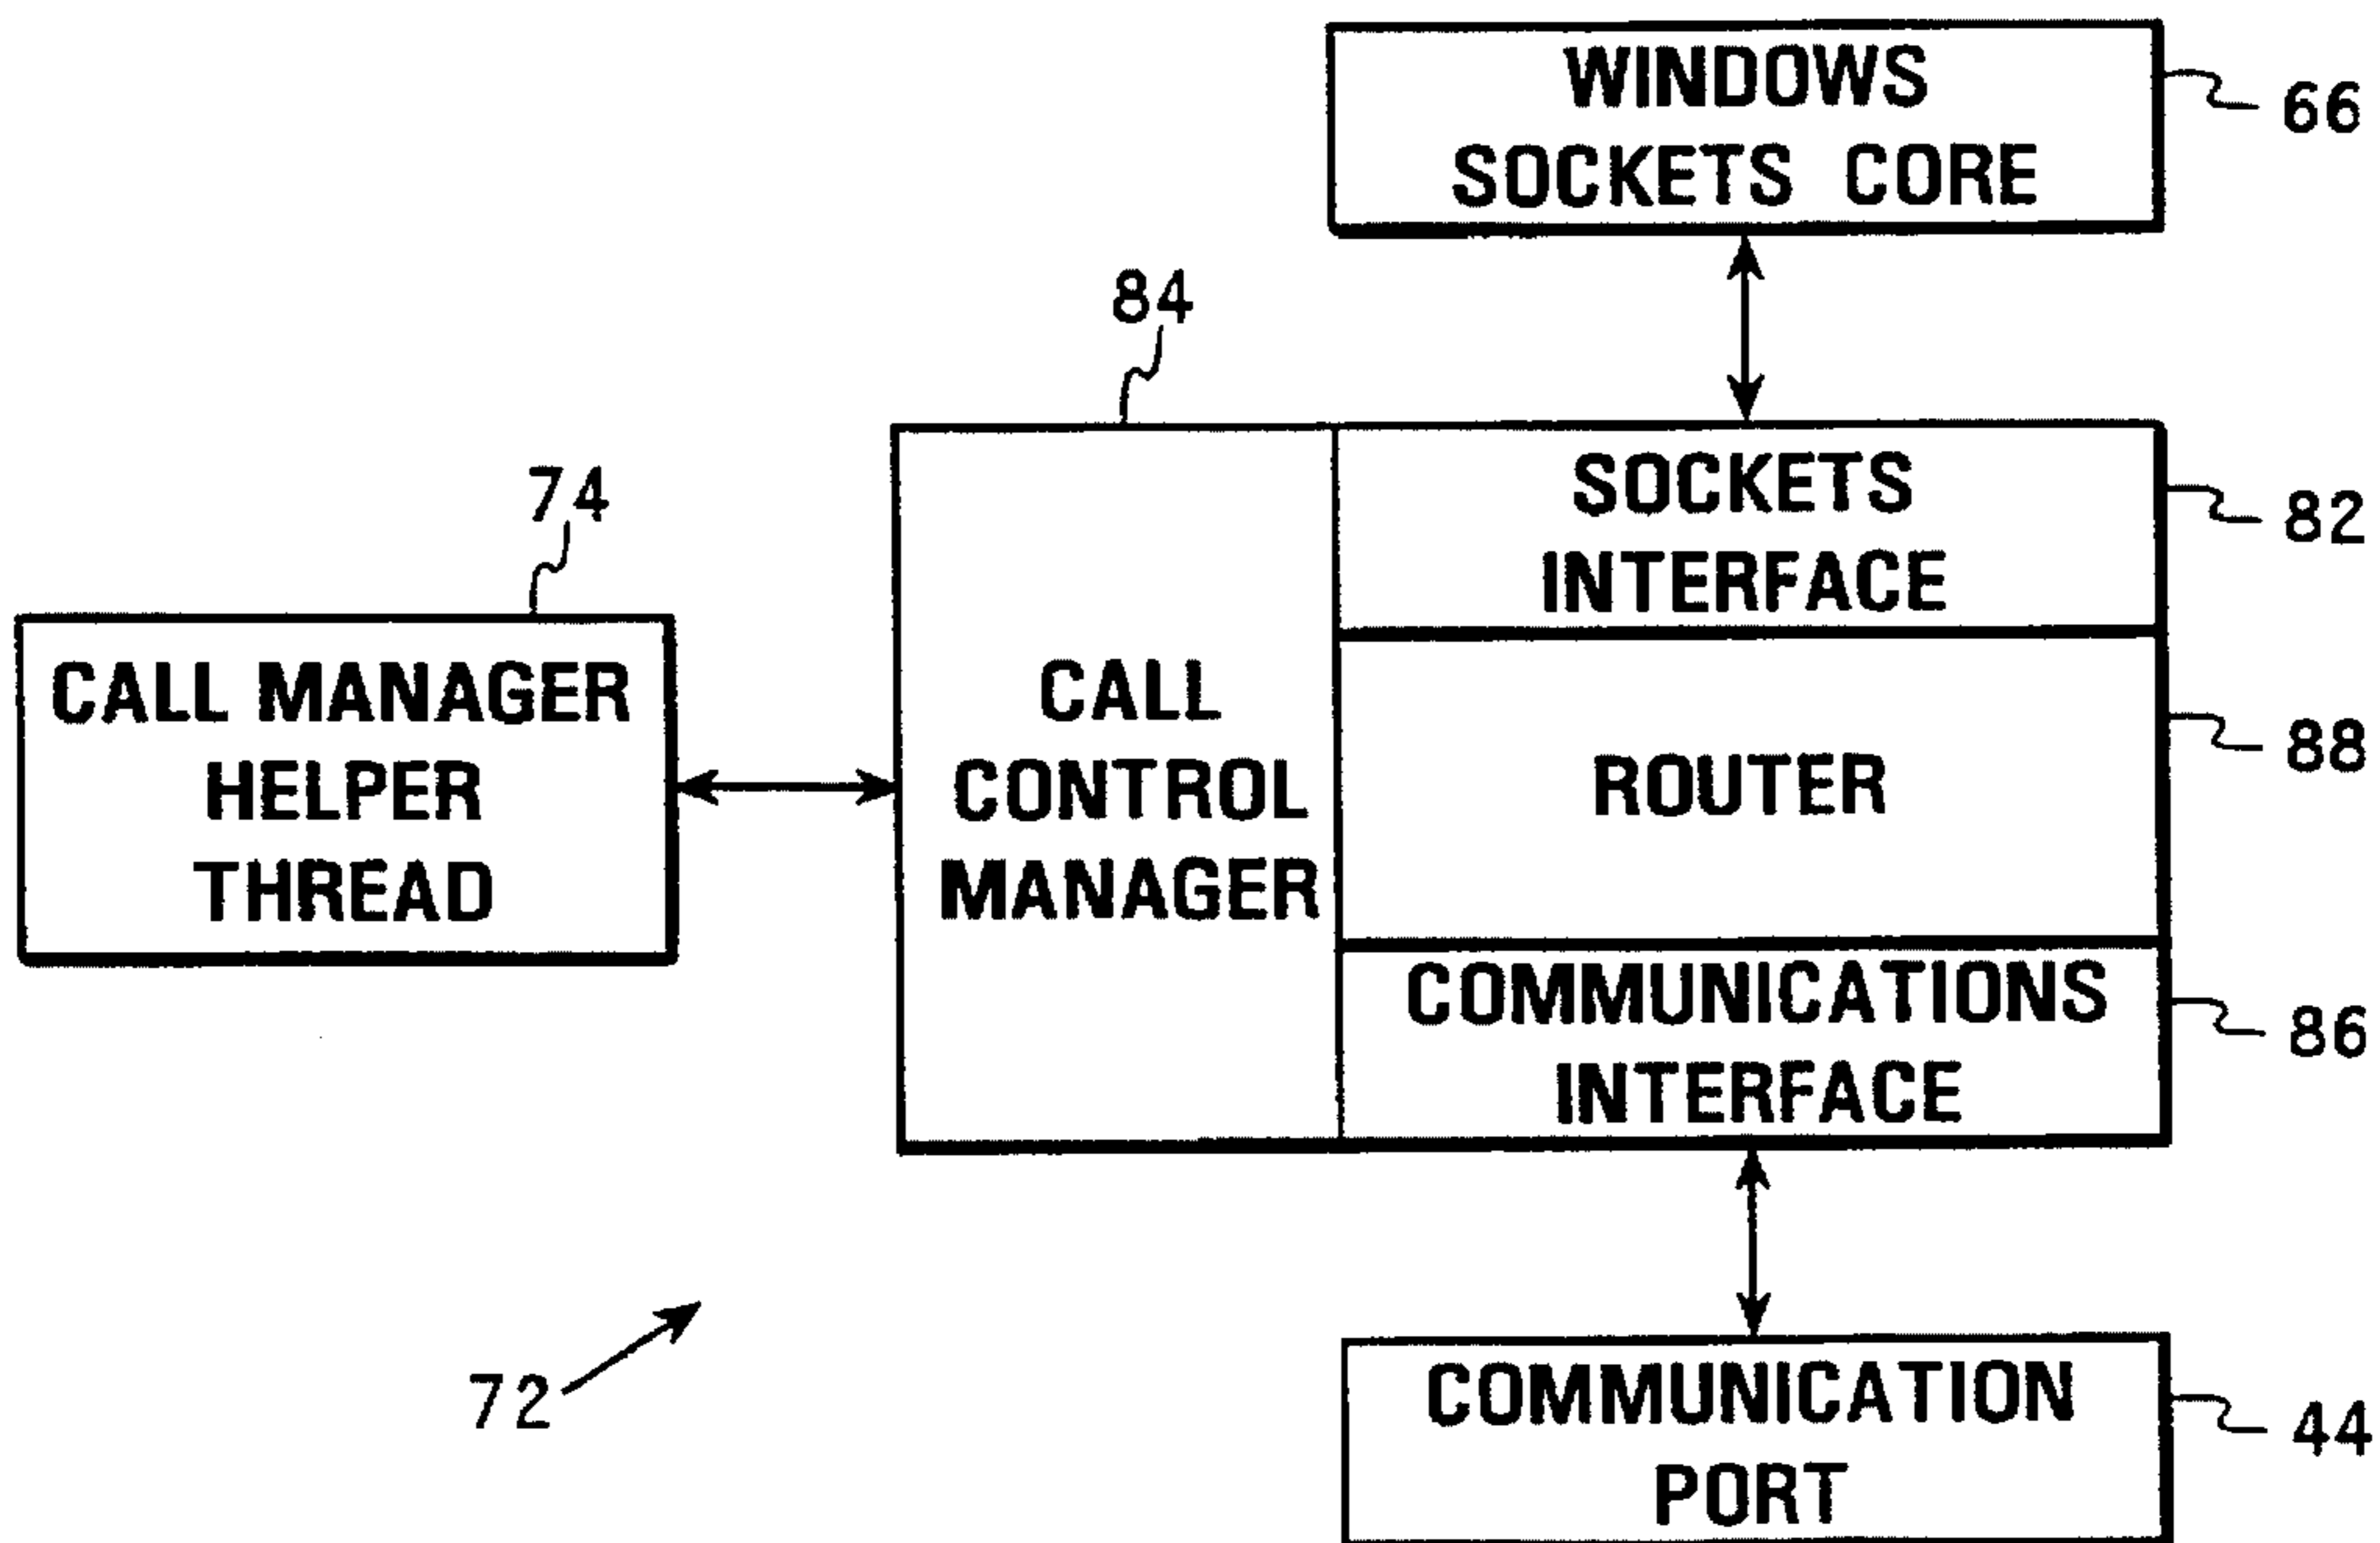 WINDOWS
SOCKETS CORE
66
84
SOCKETS
INTERFACE
82
74
CALL MANAGER
HELPER
THREAD
CALL
CONTROL
MANAGER
ROUTER
88
COMMUNICATIONS
INTERFACE
86
72
COMMUNICATION
PORT
44